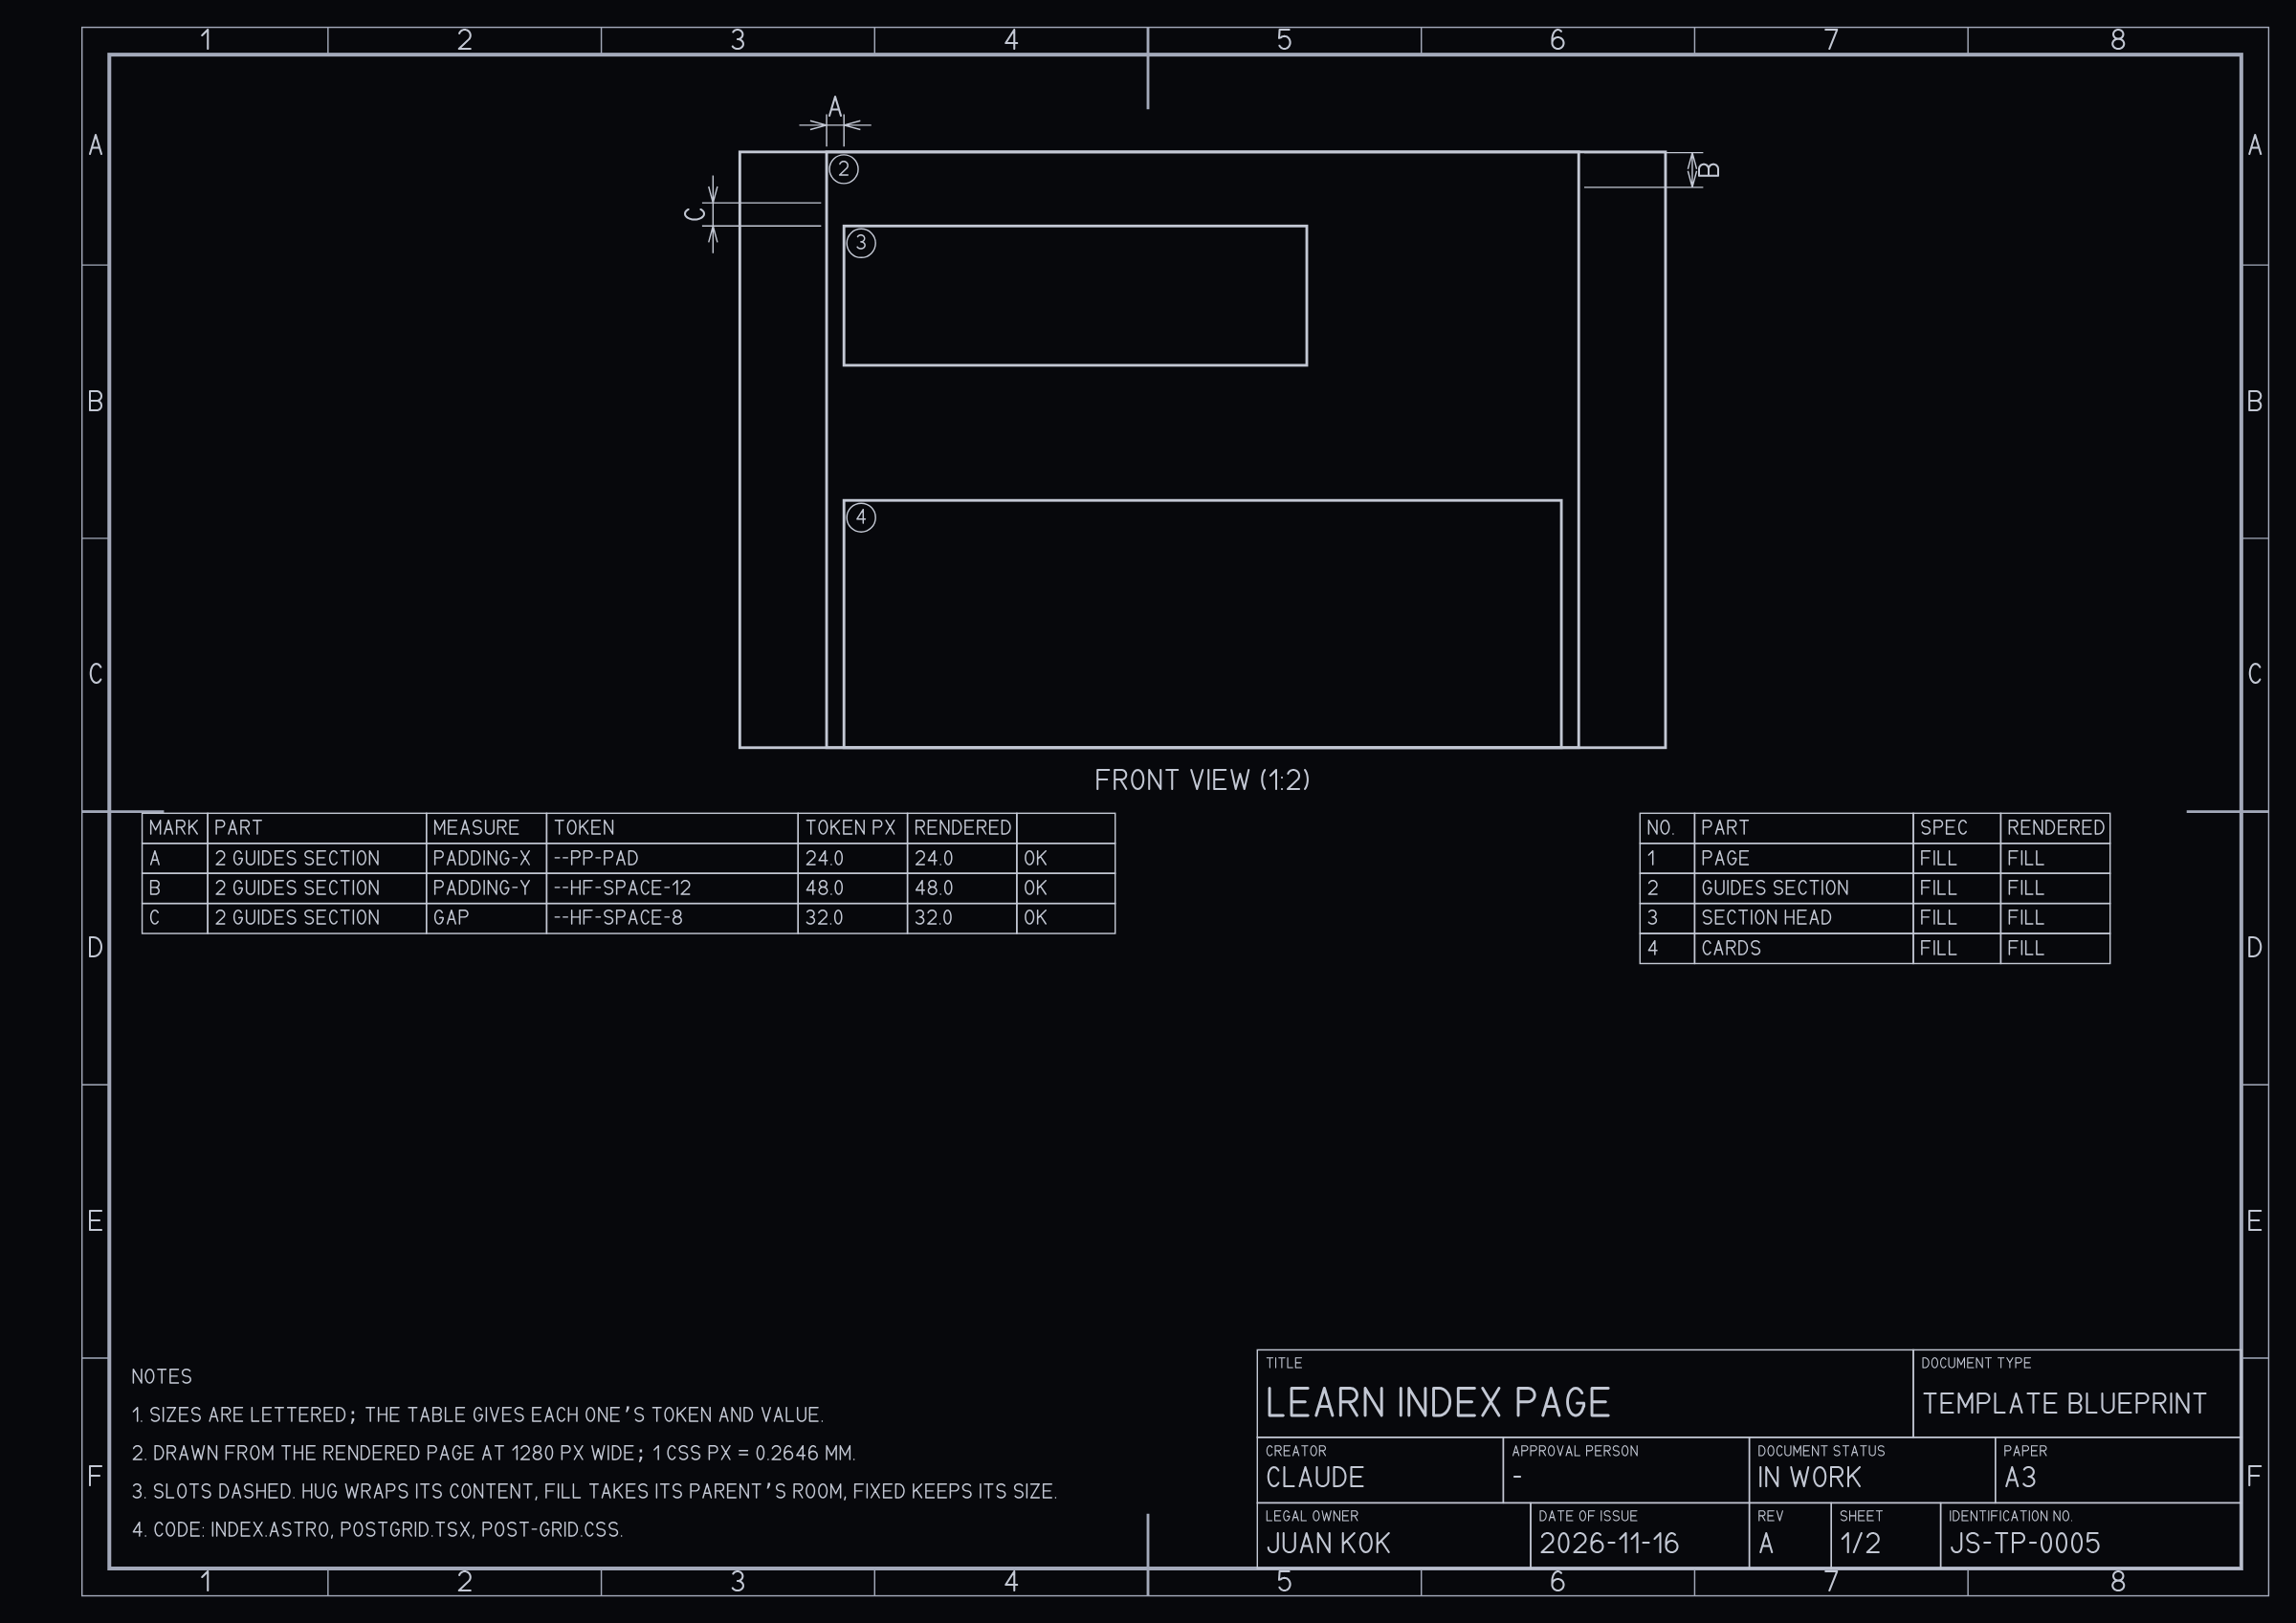 1 2 3 4 5 6 7 8
A A
A
2
B
C
3
B B
4
C C
FRONT VIEW (1:2)
MARK PART MEASURE TOKEN TOKEN PX RENDERED
A 2 GUIDES SECTION PADDING-X --PP-PAD 24.0 24.0 OK
B 2 GUIDES SECTION PADDING-Y --HF-SPACE-12 48.0 48.0 OK
C 2 GUIDES SECTION GAP --HF-SPACE-8 32.0 32.0 OK
NO. PART SPEC RENDERED
1 PAGE FILL FILL
2 GUIDES SECTION FILL FILL
3 SECTION HEAD FILL FILL
4 CARDS FILL FILL
D D
E E
NOTES
1. SIZES ARE LETTERED; THE TABLE GIVES EACH ONE'S TOKEN AND VALUE.
2. DRAWN FROM THE RENDERED PAGE AT 1280 PX WIDE; 1 CSS PX = 0.2646 MM.
3. SLOTS DASHED. HUG WRAPS ITS CONTENT, FILL TAKES ITS PARENT'S ROOM, FIXED KEEPS ITS SIZE.
4. CODE: INDEX.ASTRO, POSTGRID.TSX, POST-GRID.CSS.
TITLE
LEARN INDEX PAGE
DOCUMENT TYPE
TEMPLATE BLUEPRINT
CREATOR
CLAUDE
APPROVAL PERSON
-
DOCUMENT STATUS
IN WORK
PAPER
A3
LEGAL OWNER
JUAN KOK
DATE OF ISSUE
2026-11-16
REV
A
SHEET
1/2
IDENTIFICATION NO.
JS-TP-0005
F F
1 2 3 4 5 6 7 8